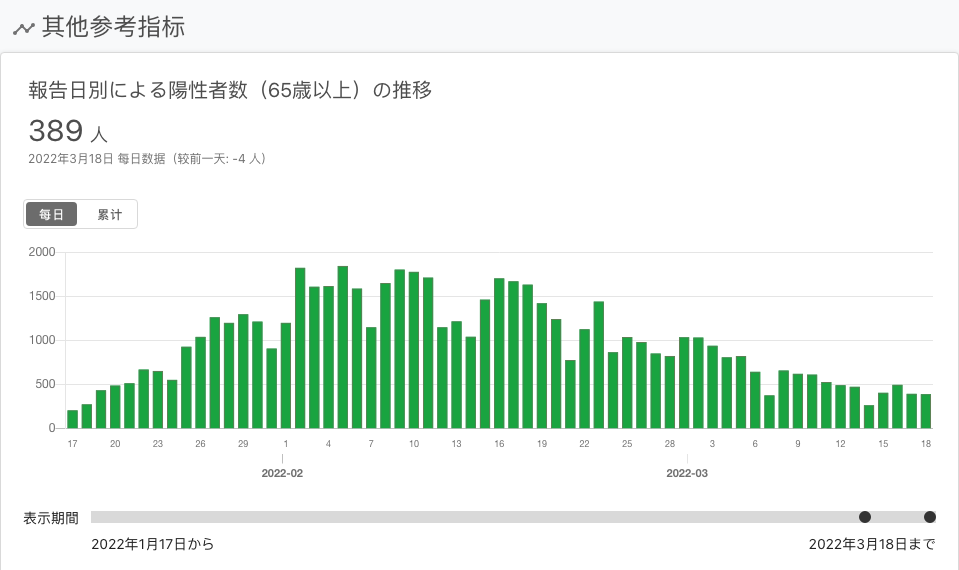 其他参考指标
報告日別による陽性者数（65歳以上）の推移
389 人
2022年3月18日 每日数据（较前一天: -4 人）
每日 累计
2000
1500
1000
500
0
17 20 23 26 29 1 4 7 10 13 16 19 22 25 28 3 6 9 12 15 18
2022-02 2022-03
表示期間
2022年1月17日から 2022年3月18日まで